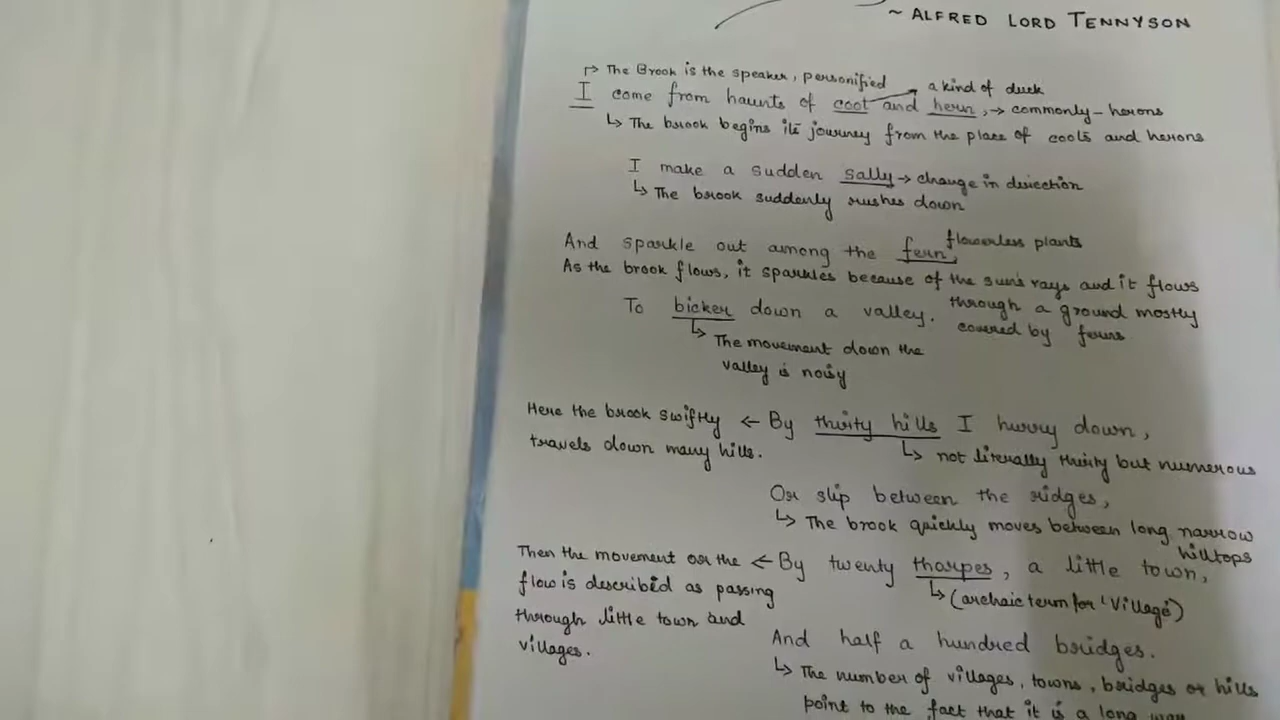 ~ ALFRED LORD TENNYSON
↱ The Brook is the speaker, personified
a kind of duck
I come from haunts of coot and hern, → commonly - herons
↳ The brook begins its journey from the place of coots and herons
I make a sudden sally → change in direction
↳ The brook suddenly rushes down
And sparkle out among the fern, flowerless plants
As the brook flows, it sparkles because of the sun's rays and it flows
through a ground mostly
covered by ferns
To bicker down a valley.
↳ The movement down the
valley is noisy
Here the brook swiftly ← By thirty hills I hurry down,
travels down many hills.
↳ not literally thirty but numerous
Or slip between the ridges,
↳ The brook quickly moves between long narrow
hilltops
Then the movement or the ← By twenty thorpes, a little town,
flow is described as passing
through little town and
villages.
↳ (archaic term for 'Village')
And half a hundred bridges.
↳ The number of villages, towns, bridges or hills
point to the fact that it is a long way